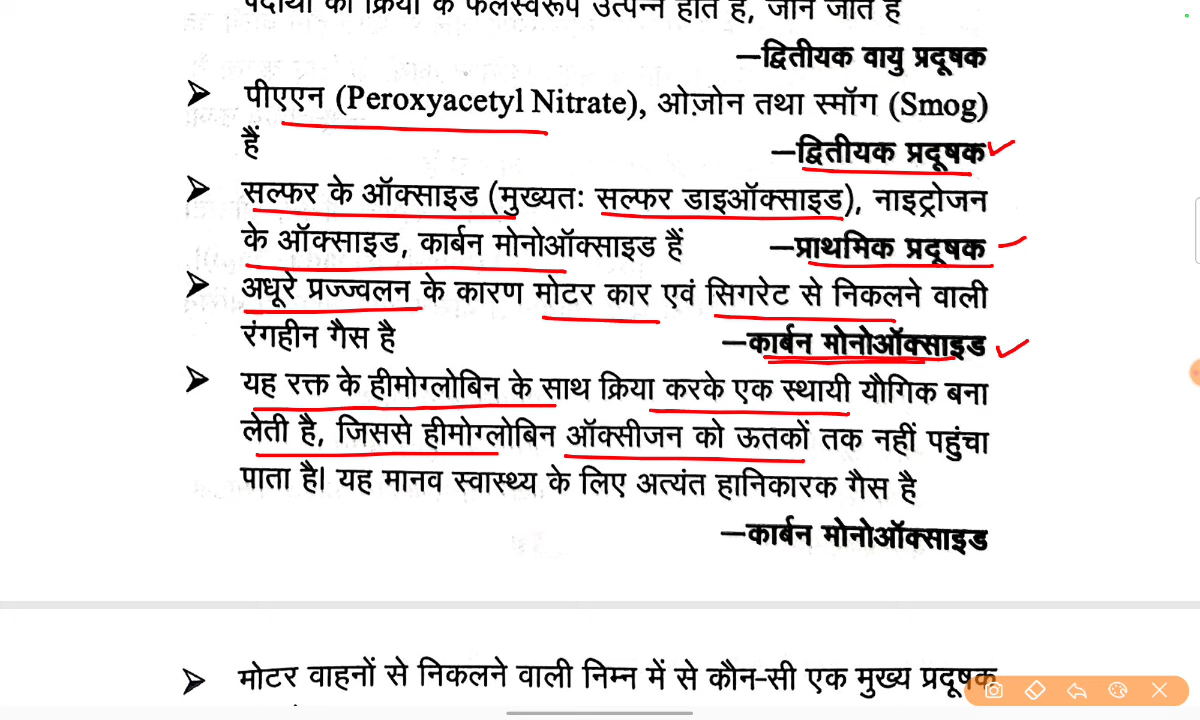 पदार्थों की क्रिया के फलस्वरूप उत्पन्न होते हैं, जाने जाते हैं
—द्वितीयक वायु प्रदूषक
➢ पीएएन (Peroxyacetyl Nitrate), ओज़ोन तथा स्मॉग (Smog)
हैं —द्वितीयक प्रदूषक
➢ सल्फर के ऑक्साइड (मुख्यतः सल्फर डाइऑक्साइड), नाइट्रोजन
के ऑक्साइड, कार्बन मोनोऑक्साइड हैं —प्राथमिक प्रदूषक
➢ अधूरे प्रज्ज्वलन के कारण मोटर कार एवं सिगरेट से निकलने वाली
रंगहीन गैस है —कार्बन मोनोऑक्साइड
➢ यह रक्त के हीमोग्लोबिन के साथ क्रिया करके एक स्थायी यौगिक बना
लेती है, जिससे हीमोग्लोबिन ऑक्सीजन को ऊतकों तक नहीं पहुंचा
पाता है। यह मानव स्वास्थ्य के लिए अत्यंत हानिकारक गैस है
—कार्बन मोनोऑक्साइड
➢ मोटर वाहनों से निकलने वाली निम्न में से कौन-सी एक मुख्य प्रदूषक